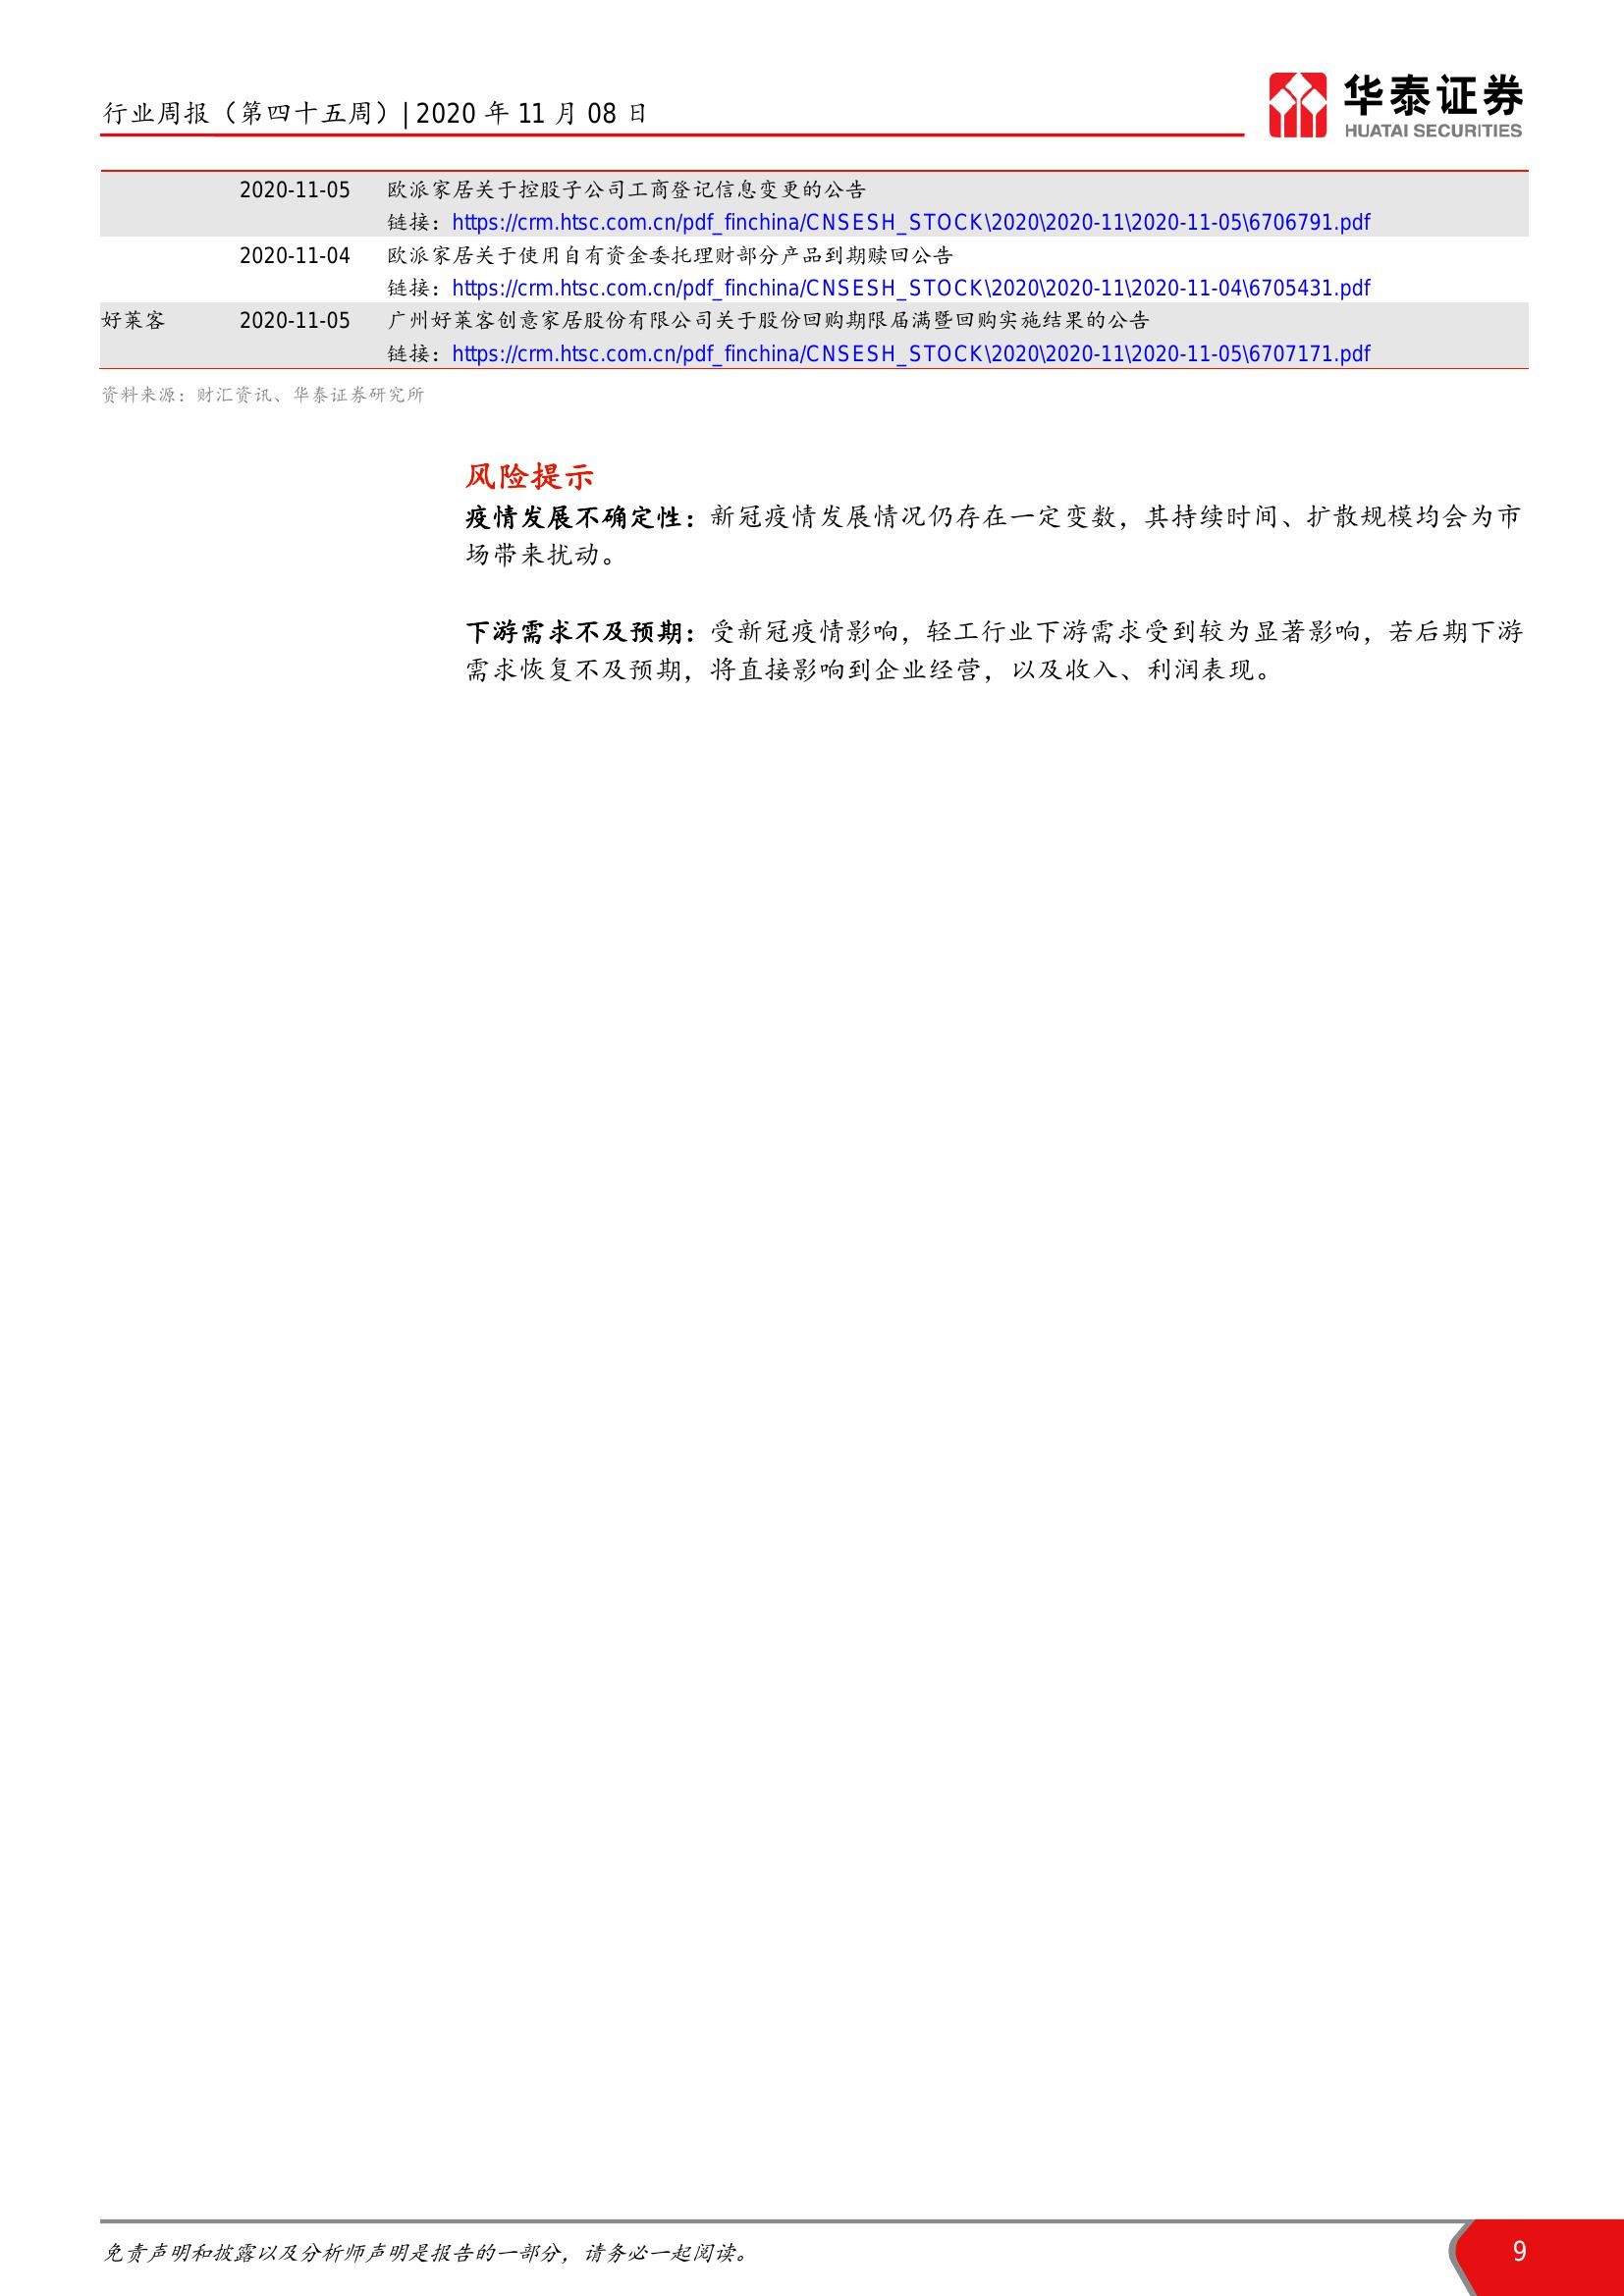 行业周报（第四十五周）| 2020 年 11 月 08 日
华泰证券
HUATAI SECURITIES
2020-11-05 欧派家居关于控股子公司工商登记信息变更的公告
链接：https://crm.htsc.com.cn/pdf_finchina/CNSESH_STOCK\2020\2020-11\2020-11-05\6706791.pdf
2020-11-04 欧派家居关于使用自有资金委托理财部分产品到期赎回公告
链接：https://crm.htsc.com.cn/pdf_finchina/CNSESH_STOCK\2020\2020-11\2020-11-04\6705431.pdf
好莱客 2020-11-05 广州好莱客创意家居股份有限公司关于股份回购期限届满暨回购实施结果的公告
链接：https://crm.htsc.com.cn/pdf_finchina/CNSESH_STOCK\2020\2020-11\2020-11-05\6707171.pdf
资料来源：财汇资讯、华泰证券研究所
风险提示
疫情发展不确定性：新冠疫情发展情况仍存在一定变数，其持续时间、扩散规模均会为市
场带来扰动。
下游需求不及预期：受新冠疫情影响，轻工行业下游需求受到较为显著影响，若后期下游
需求恢复不及预期，将直接影响到企业经营，以及收入、利润表现。
免责声明和披露以及分析师声明是报告的一部分，请务必一起阅读。
9